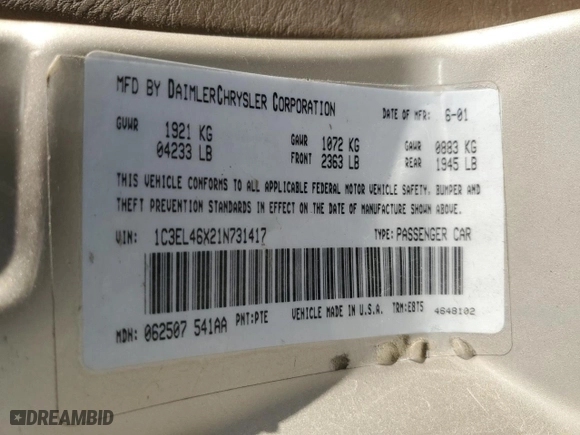 MFD BY DAIMLERCHRYSLER CORPORATION
DATE OF MFR: 6-01
GVWR 1921 KG
04233 LB
GAWR 1072 KG
FRONT 2363 LB
GAWR 0883 KG
REAR 1945 LB
THIS VEHICLE CONFORMS TO ALL APPLICABLE FEDERAL MOTOR VEHICLE SAFETY, BUMPER AND
THEFT PREVENTION STANDARDS IN EFFECT ON THE DATE OF MANUFACTURE SHOWN ABOVE.
VIN: 1C3EL46X21N731417 TYPE: PASSENGER CAR
MDH: 062507 541AA PNT: PTE VEHICLE MADE IN U.S.A. TRM: E8T5 4648102
DREAMBID